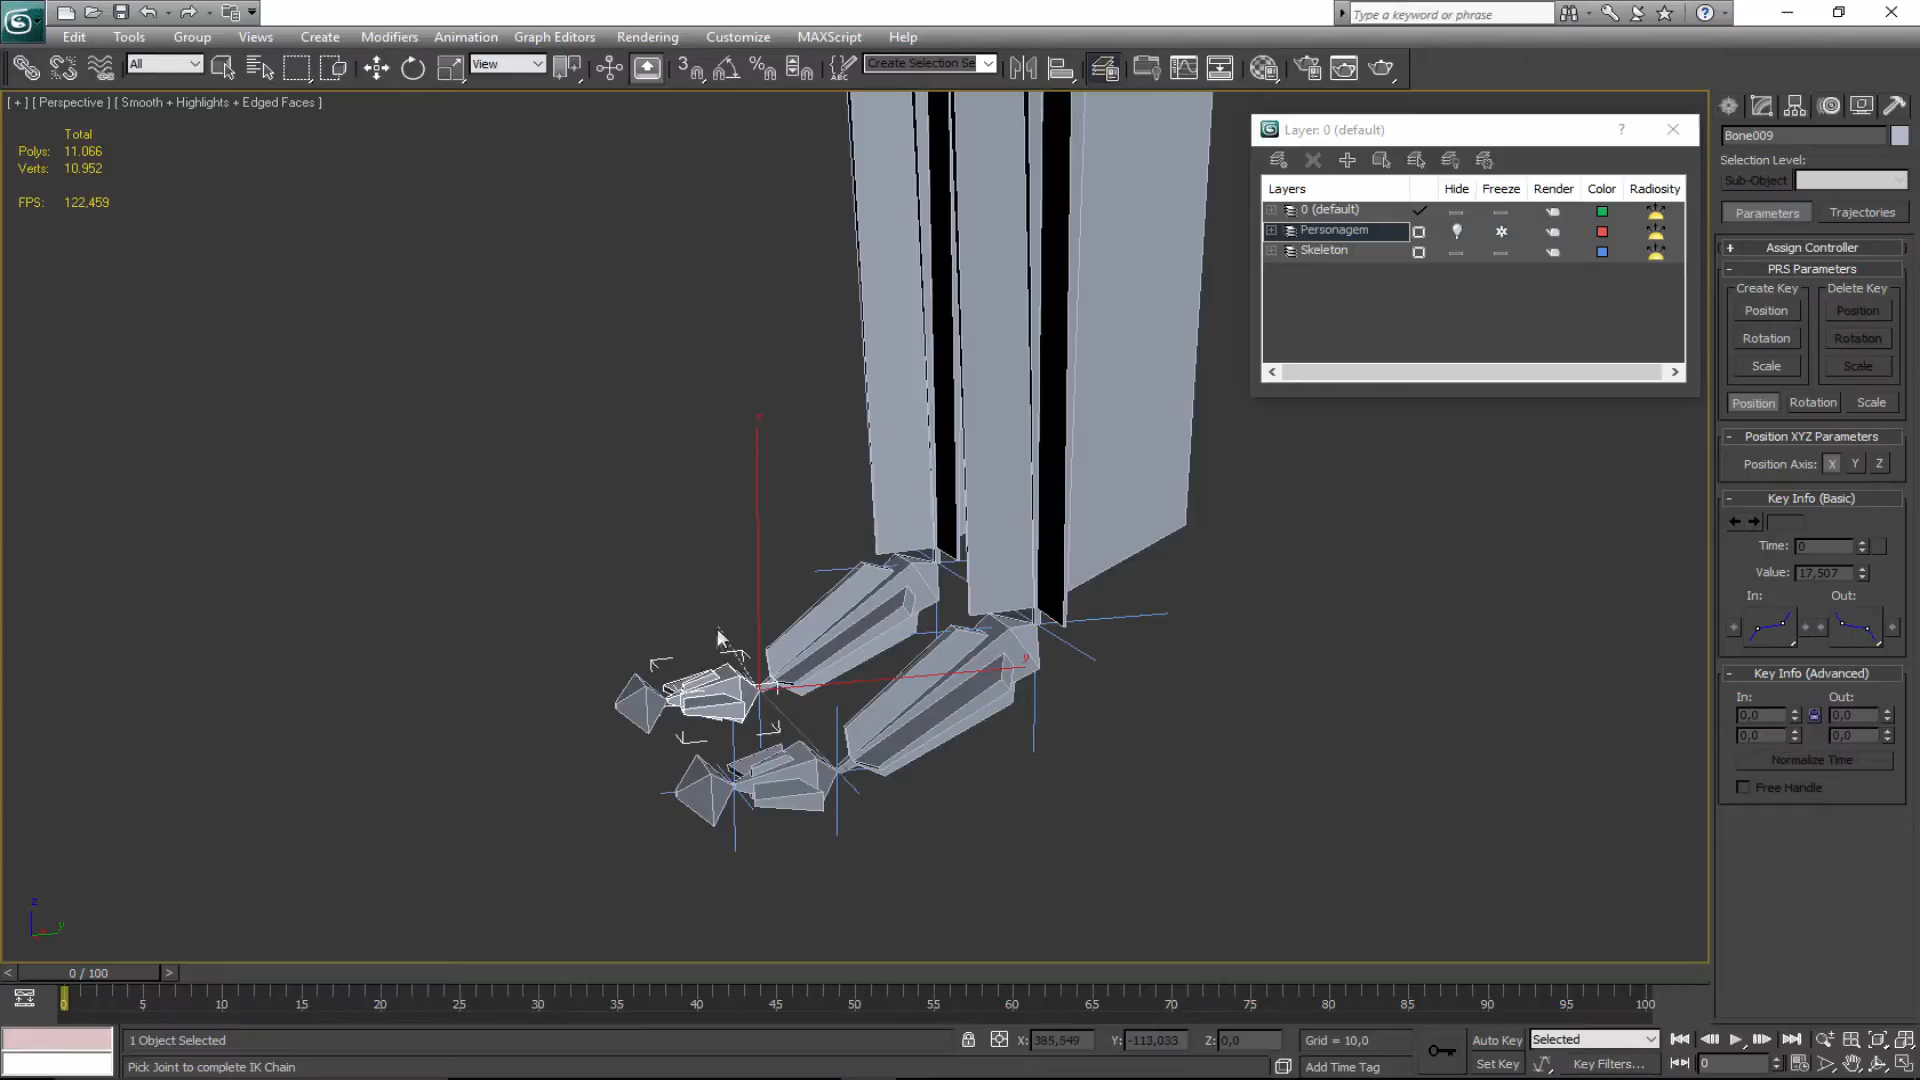 Type a keyword or phrase
Edit Tools Group Views Create Modifiers Animation Graph Editors Rendering Customize MAXScript Help
All View Create Selection Se
[ + ] [ Perspective ] [ Smooth + Highlights + Edged Faces ]
Total
Polys: 11.066
Verts: 10.952
FPS: 122,459
z
y
y
Layer: 0 (default)
Layers Hide Freeze Render Color Radiosity
0 (default)
Personagem
Skeleton
Bone009
Selection Level:
Sub-Object
Parameters Trajectories
+ Assign Controller
- PRS Parameters
Create Key Delete Key
Position Position
Rotation Rotation
Scale Scale
Position Rotation Scale
- Position XYZ Parameters
Position Axis: X Y Z
- Key Info (Basic)
Time: 0
Value: 17,507
In: Out:
- Key Info (Advanced)
In: Out:
0,0 0,0
0,0 0,0
Normalize Time
Free Handle
< 0 / 100 >
0 5 10 15 20 25 30 35 40 45 50 55 60 65 70 75 80 85 90 95 100
1 Object Selected X: 385,549 Y: -113,033 Z: 0,0 Grid = 10,0 Auto Key Selected
Pick Joint to complete IK Chain Add Time Tag Set Key Key Filters... 0